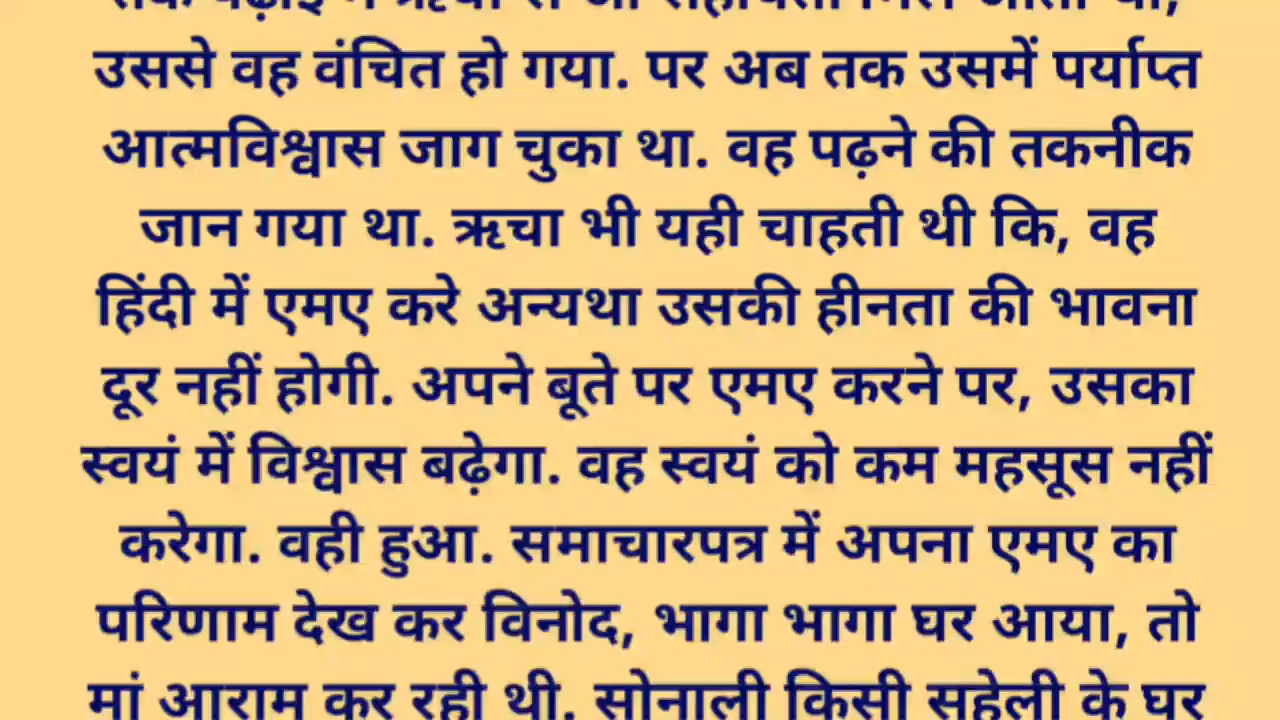 उससे वह वंचित हो गया. पर अब तक उसमें पर्याप्त
आत्मविश्वास जाग चुका था. वह पढ़ने की तकनीक
जान गया था. ऋचा भी यही चाहती थी कि, वह
हिंदी में एमए करे अन्यथा उसकी हीनता की भावना
दूर नहीं होगी. अपने बूते पर एमए करने पर, उसका
स्वयं में विश्वास बढ़ेगा. वह स्वयं को कम महसूस नहीं
करेगा. वही हुआ. समाचारपत्र में अपना एमए का
परिणाम देख कर विनोद, भागा भागा घर आया, तो
मां आराम कर रही थी. सोनाली किसी सहेली के घर